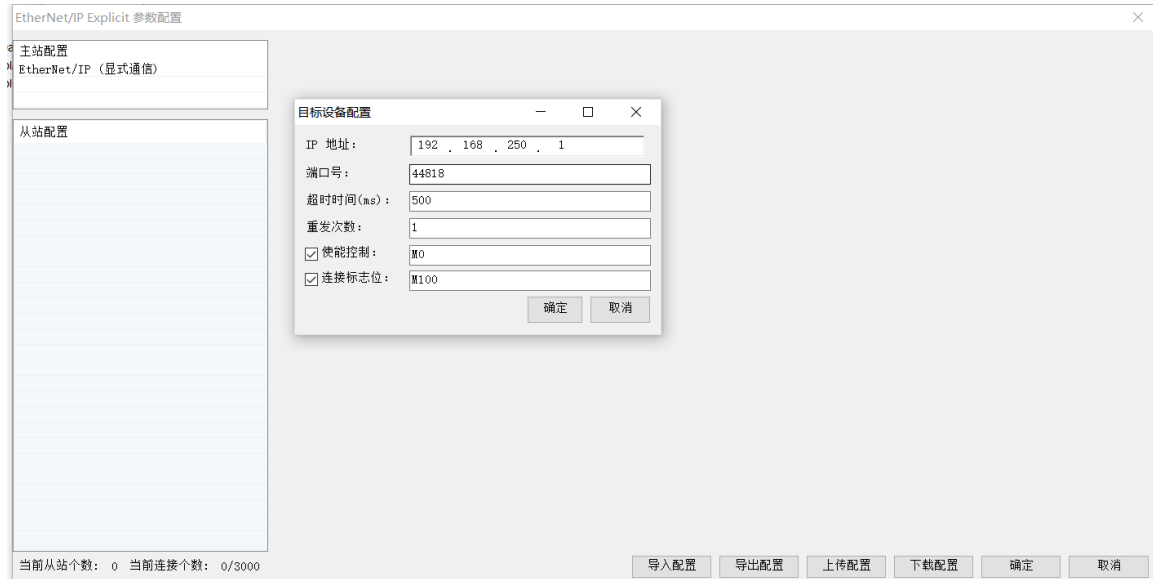 EtherNet/IP Explicit 参数配置
主站配置
EtherNet/IP (显式通信)
从站配置
目标设备配置
IP 地址: 192 . 168 . 250 . 1
端口号: 44818
超时时间(ms): 500
重发次数: 1
使能控制: M0
连接标志位: M100
确定 取消
当前从站个数: 0 当前连接个数: 0/3000 导入配置 导出配置 上传配置 下载配置 确定 取消